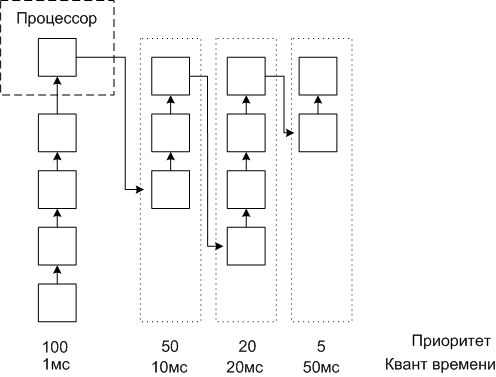 Процессор
100 50 20 5 Приоритет
1мс 10мс 20мс 50мс Квант времени